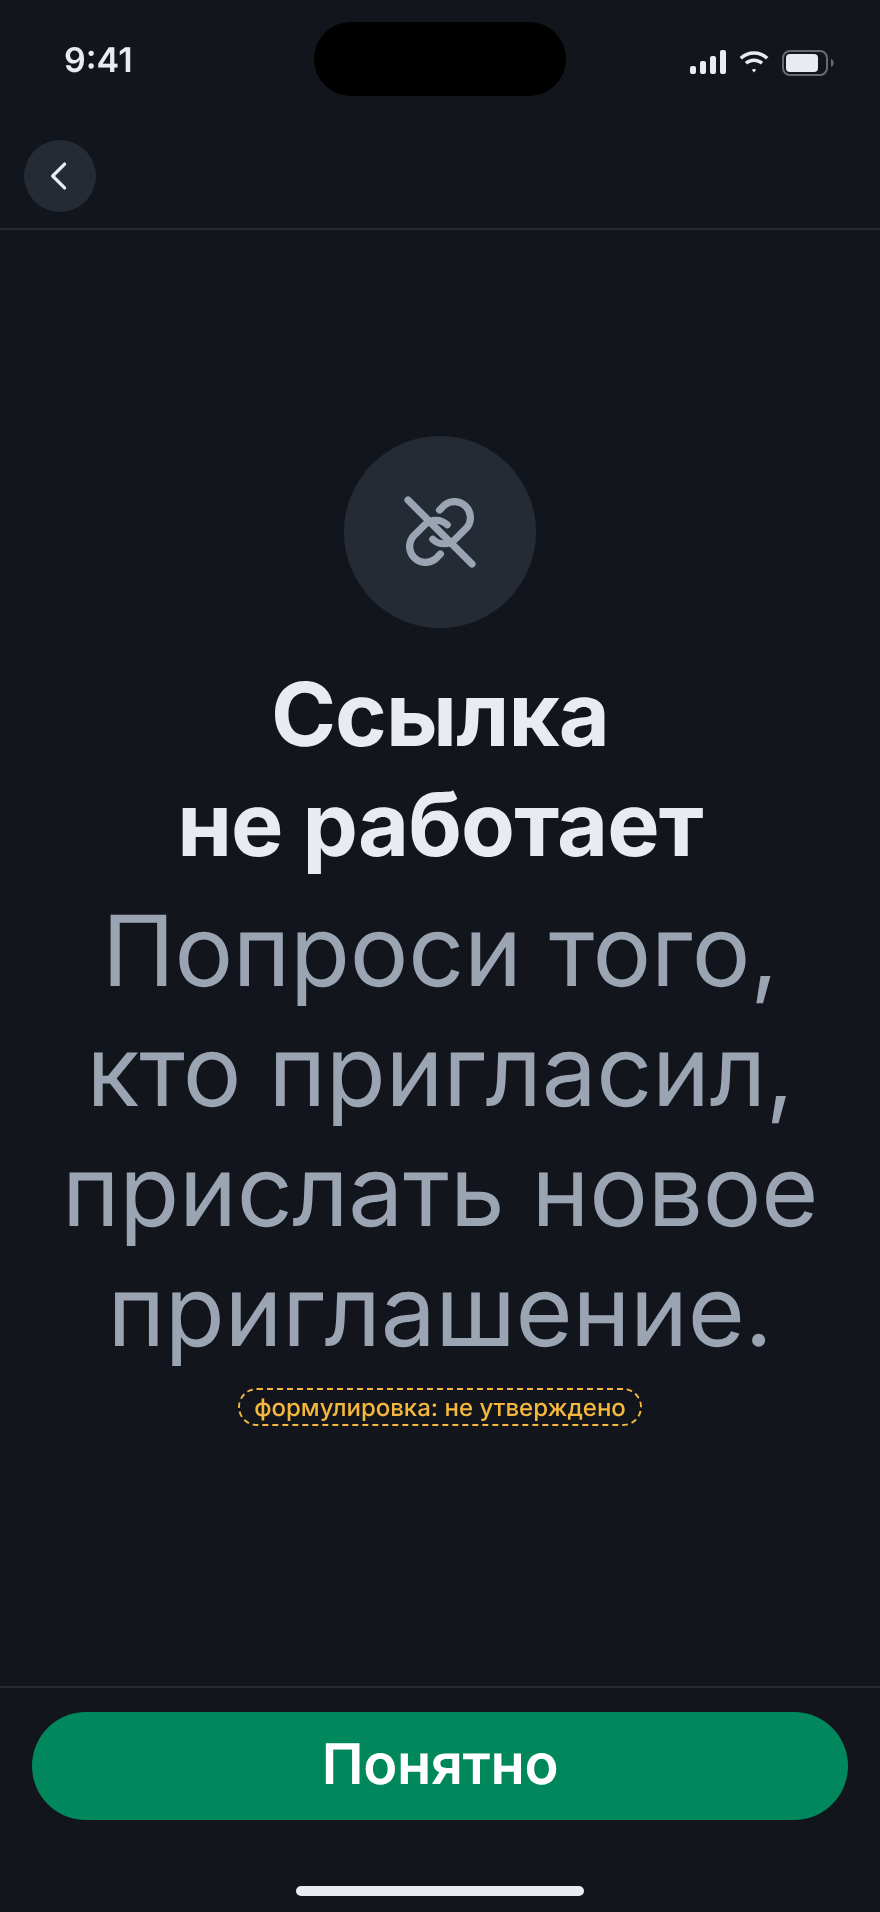 9:41
Ссылка
не работает
Попроси того,
кто пригласил,
прислать новое
приглашение.
формулировка: не утверждено
Понятно